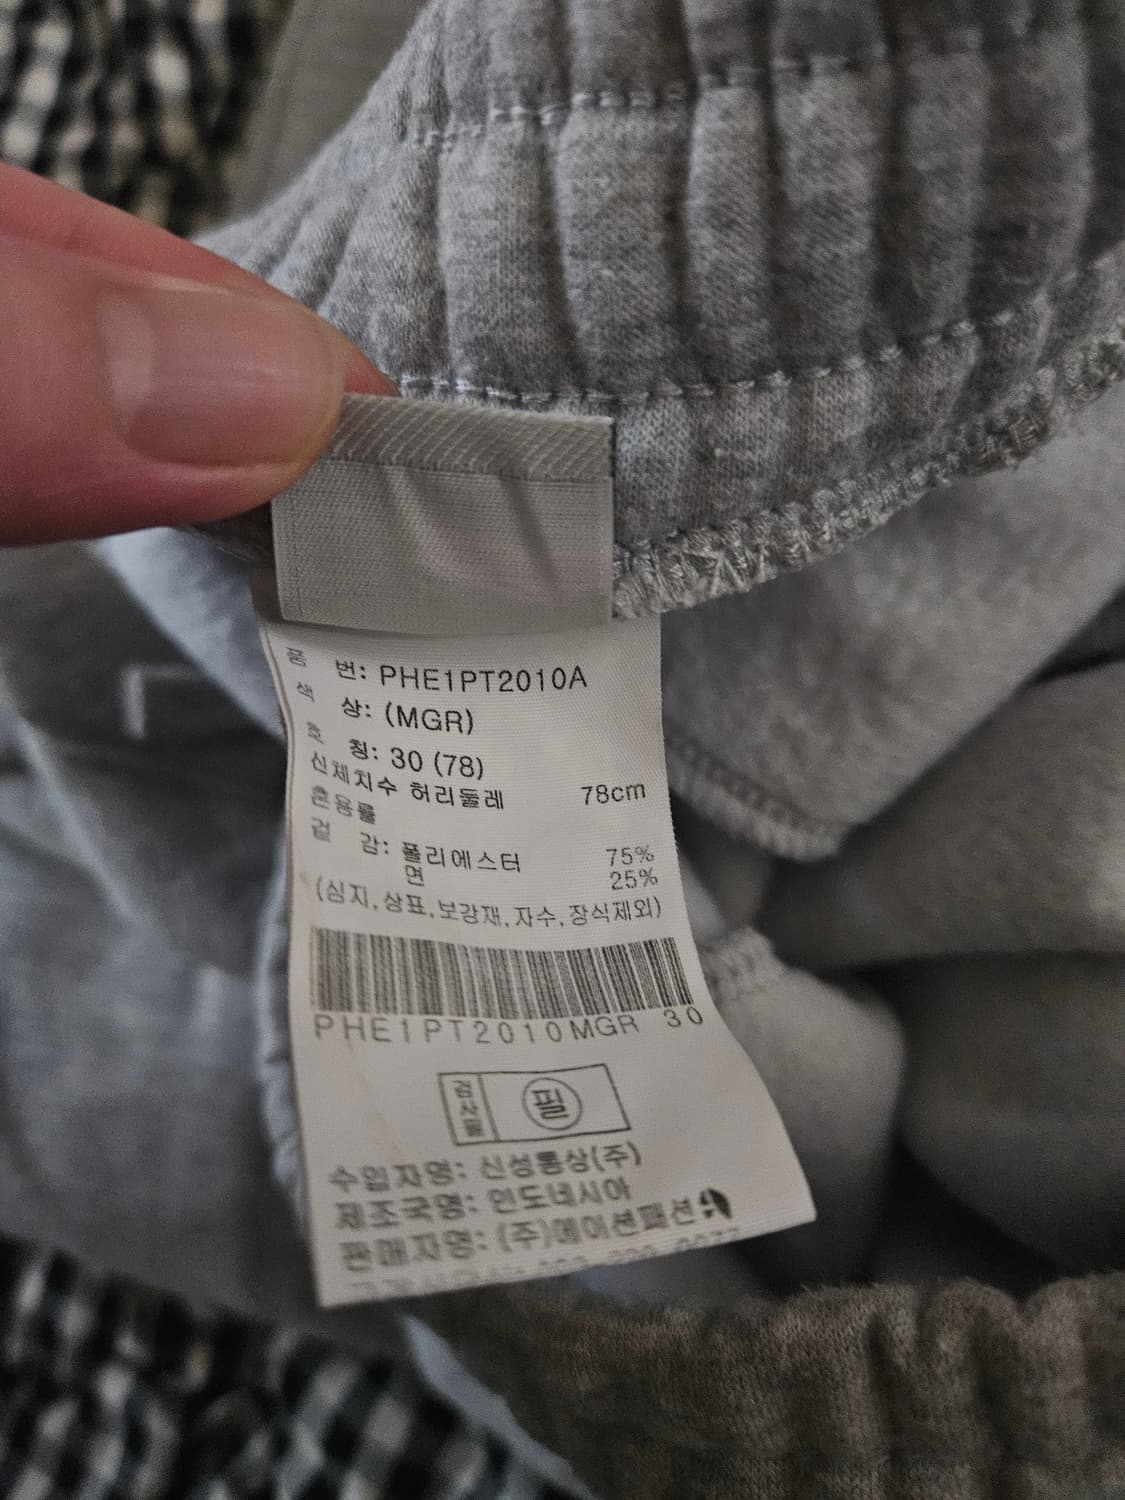 품 번: PHE1PT2010A
색 상: (MGR)
호 칭: 30 (78)
신체치수 허리둘레 78cm
혼용률
겉 감: 폴리에스터 75%
면 25%
(심지,상표,보강재,자수,장식제외)
PHE1PT2010MGR 30
검사필 필
수입자명: 신성통상(주)
제조국명: 인도네시아
판매자명: (주)에이션패션